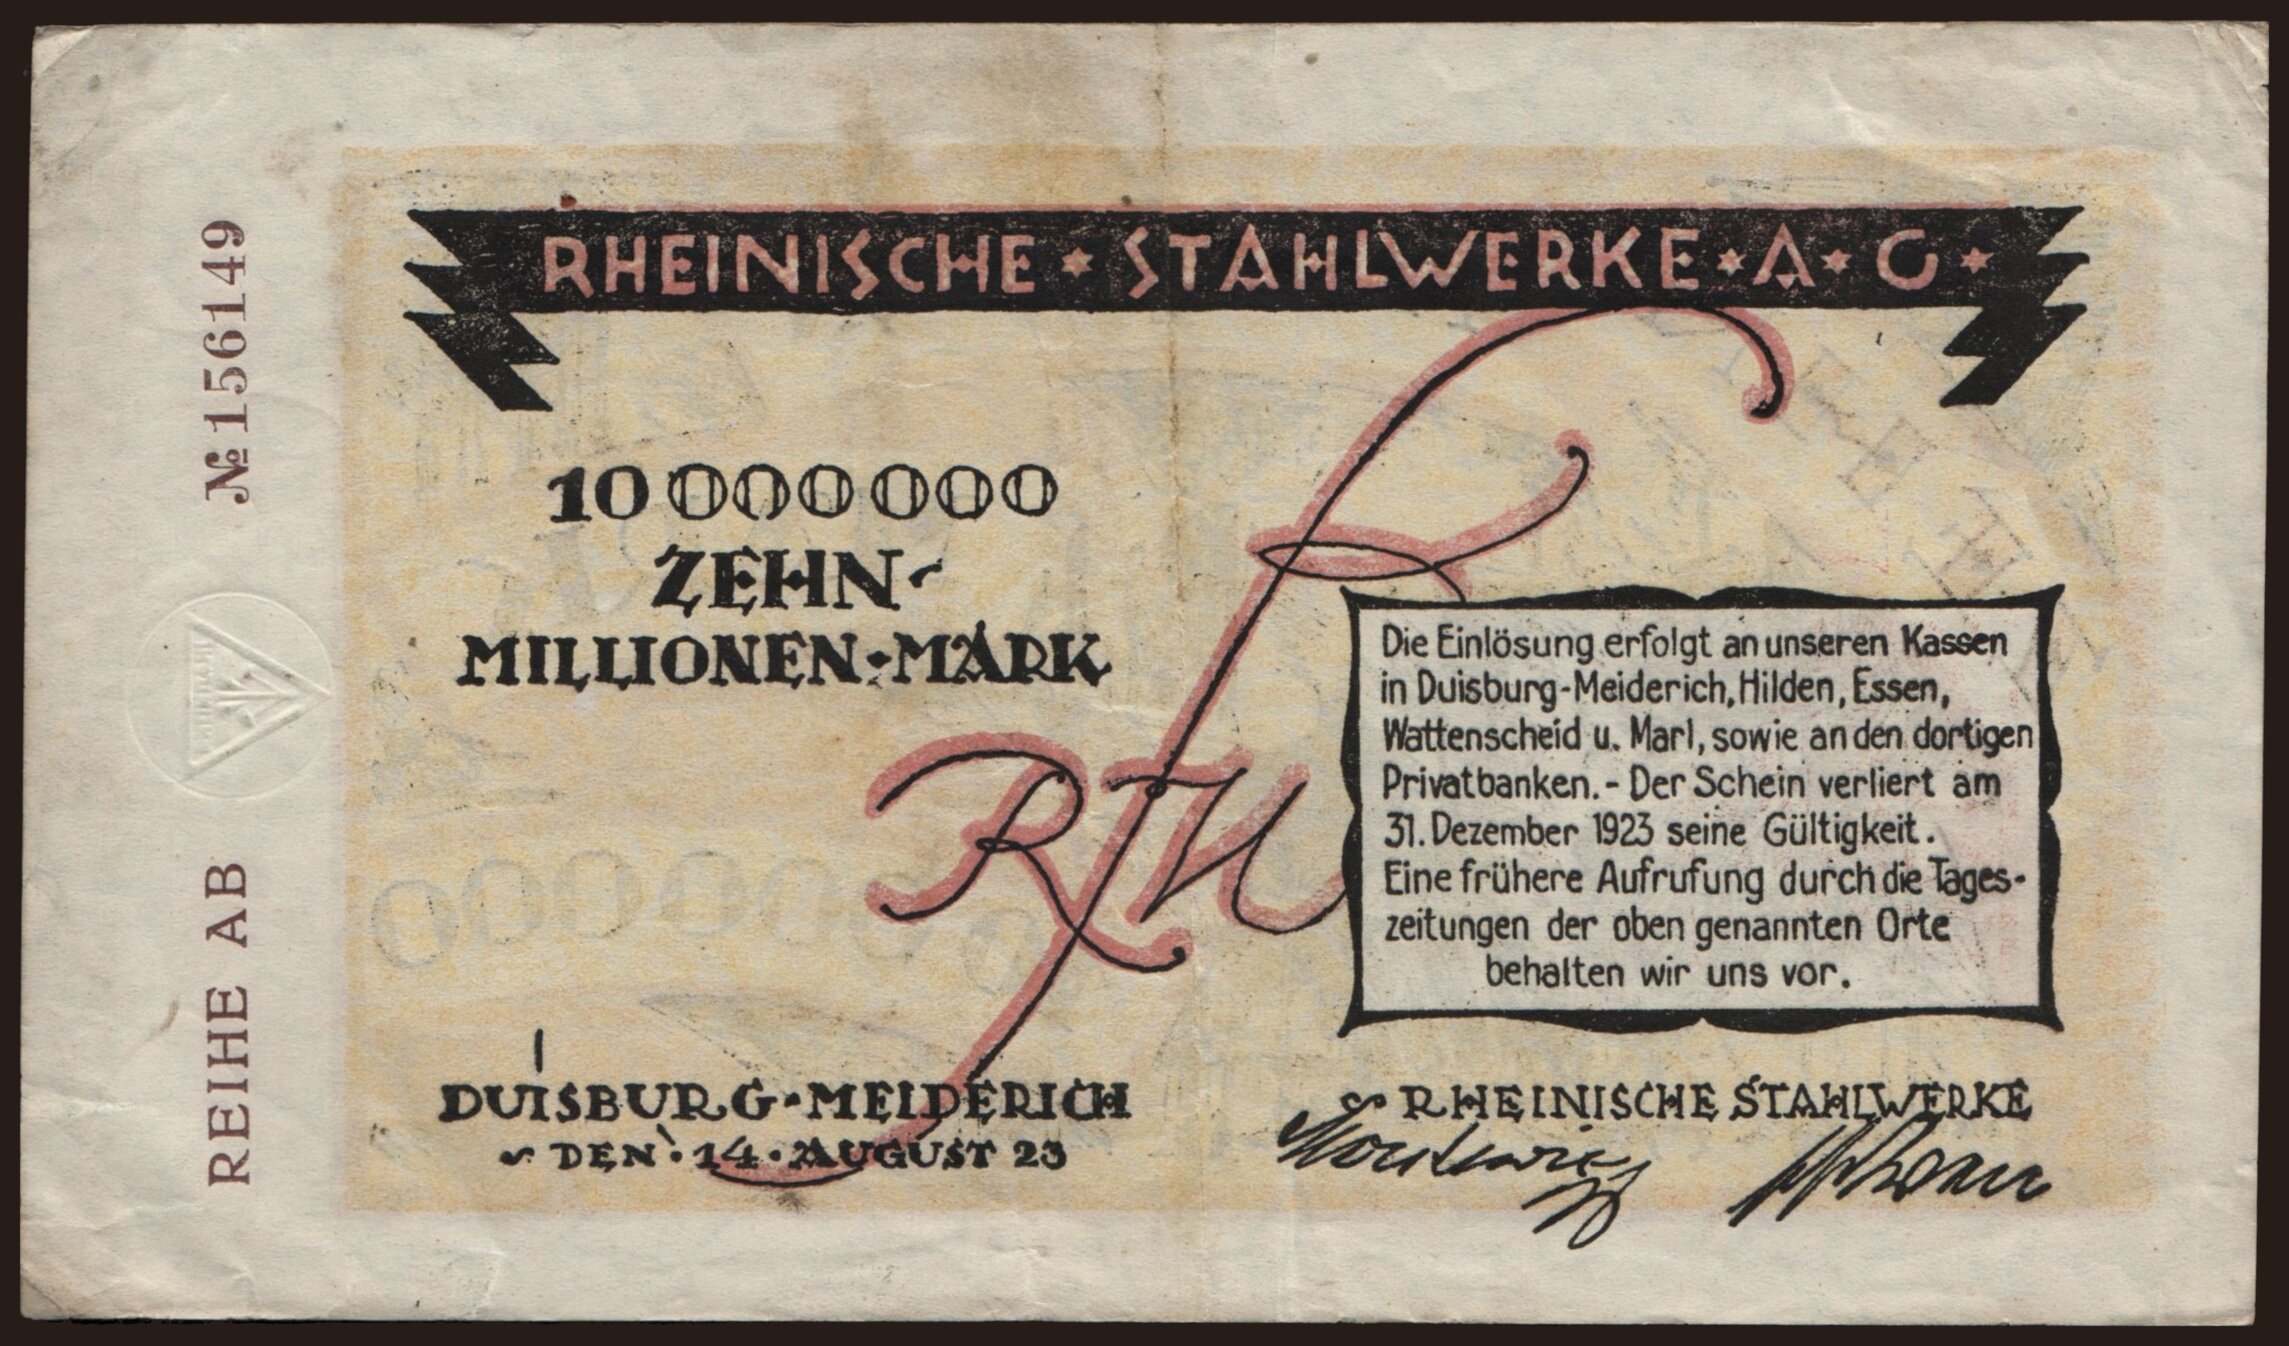 RHEINISCHE ★ STAHLWERKE ★ A ★ G ★
№ 156149
REIHE AB
10 000 000
ZEHN-
MILLIONEN-MARK
RStW
Die Einlösung erfolgt an unseren Kassen
in Duisburg-Meiderich, Hilden, Essen,
Wattenscheid u. Marl, sowie an den dortigen
Privatbanken. - Der Schein verliert am
31. Dezember 1923 seine Gültigkeit.
Eine frühere Aufrufung durch die Tages-
zeitungen der oben genannten Orte
behalten wir uns vor.
DUISBURG-MEIDERICH
DEN 14. AUGUST 23
RHEINISCHE STAHLWERKE